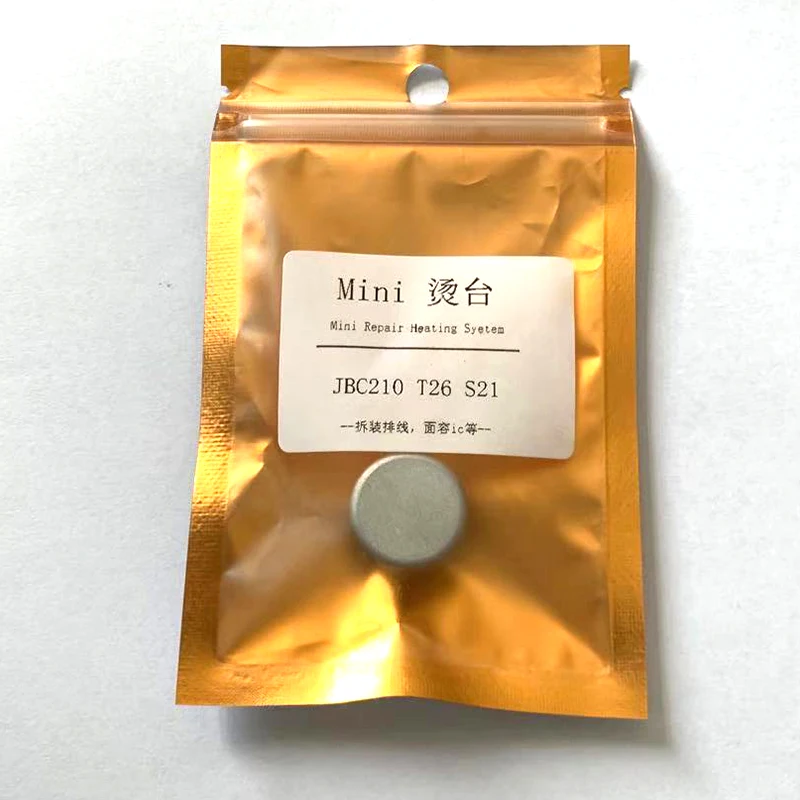 Mini 烫台
Mini Repair Heating Syetem
JBC210 T26 S21
--拆装排线，面容ic等--